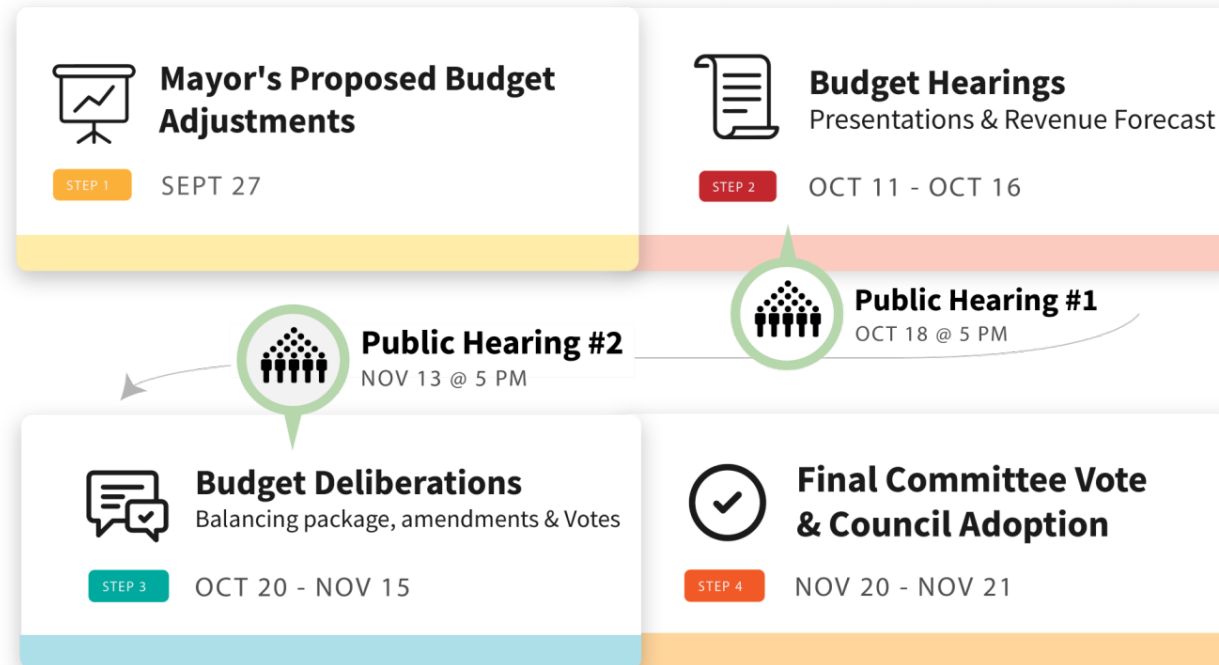 Mayor's Proposed Budget
Adjustments
STEP 1
SEPT 27
Budget Hearings
Presentations & Revenue Forecast
STEP 2
OCT 11 - OCT 16
Public Hearing #1
OCT 18 @ 5 PM
Public Hearing #2
NOV 13 @ 5 PM
Budget Deliberations
Balancing package, amendments & Votes
STEP 3
OCT 20 - NOV 15
Final Committee Vote
& Council Adoption
STEP 4
NOV 20 - NOV 21